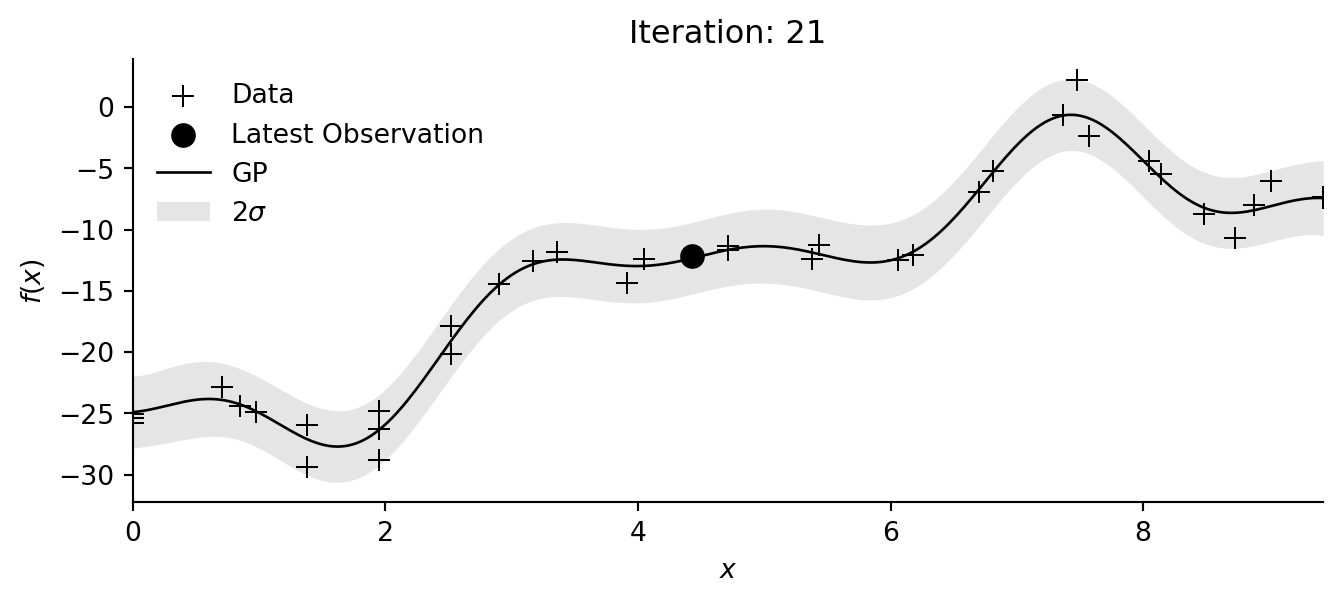 Iteration: 21
Data
Latest Observation
GP
2σ
0
−5
−10
−15
−20
−25
−30
f(x)
0 2 4 6 8
x